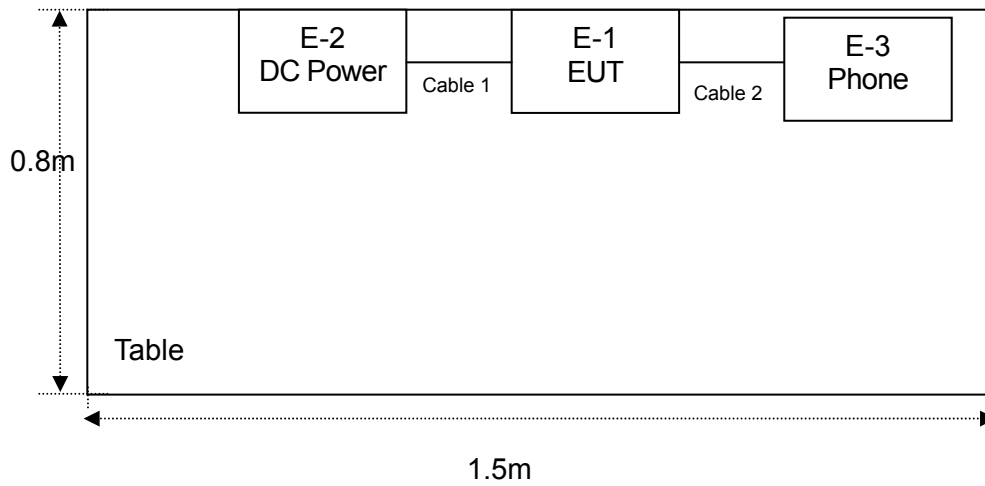 E-2
DC Power
Cable 1
E-1
EUT
Cable 2
E-3
Phone
0.8m
Table
1.5m